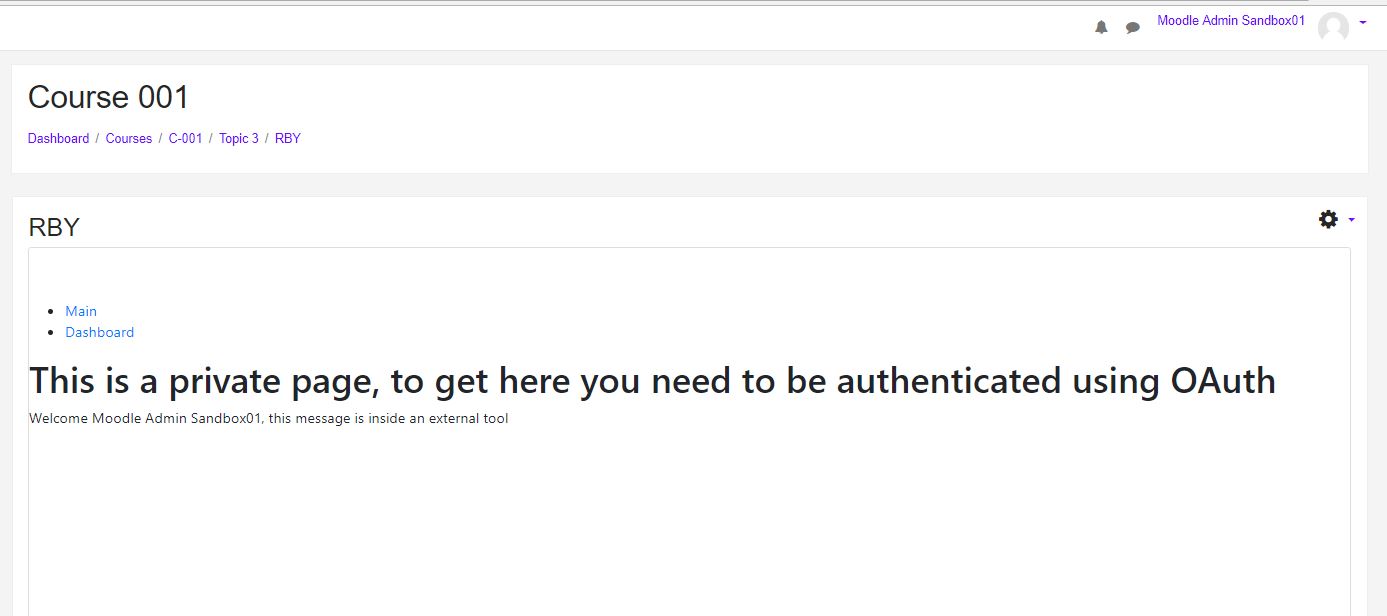 Moodle Admin Sandbox01
Course 001
Dashboard / Courses / C-001 / Topic 3 / RBY
RBY
Main
Dashboard
This is a private page, to get here you need to be authenticated using OAuth
Welcome Moodle Admin Sandbox01, this message is inside an external tool